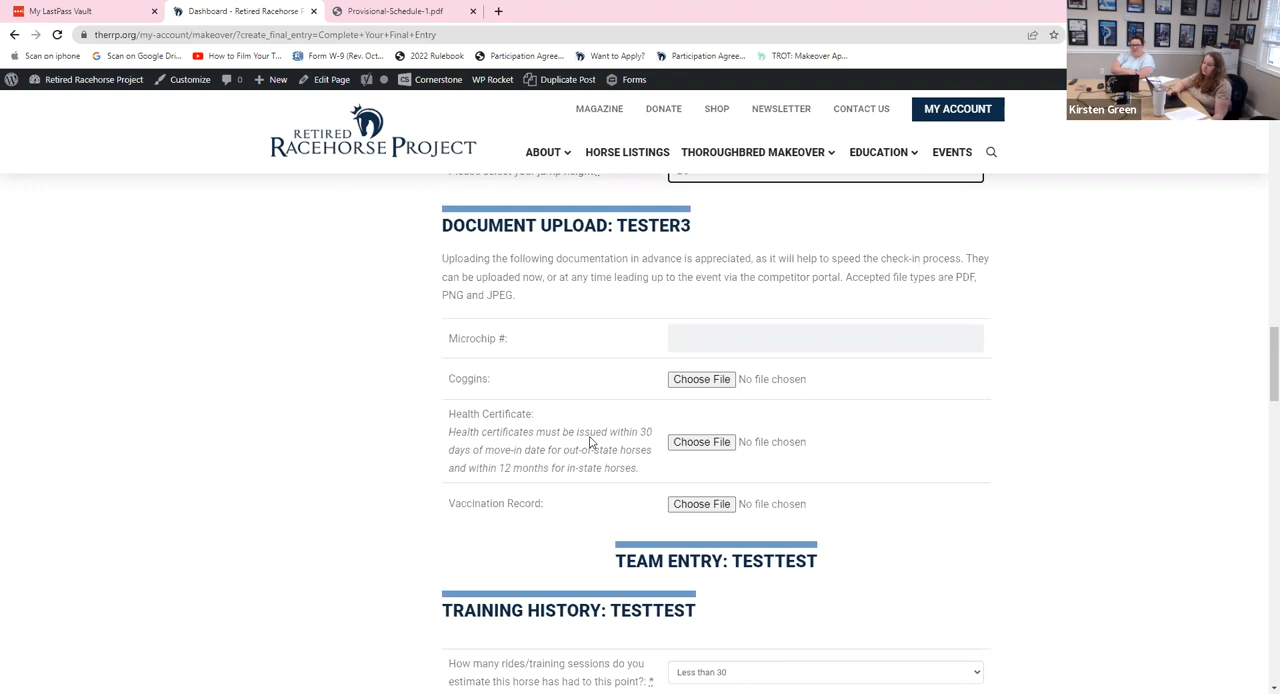 My LastPass Vault
Dashboard - Retired Racehorse P
Provisional-Schedule-1.pdf
therrp.org/my-account/makeover/?create_final_entry=Complete+Your+Final+Entry
Scan on iphone
Scan on Google Dri...
How to Film Your T...
Form W-9 (Rev. Oct...
2022 Rulebook
Participation Agree...
Want to Apply?
Participation Agree...
TROT: Makeover Ap...
Retired Racehorse Project
Customize
0
New
Edit Page
Cornerstone
WP Rocket
Duplicate Post
Forms
Kirsten Green
RETIRED
RACEHORSE PROJECT
MAGAZINE
DONATE
SHOP
NEWSLETTER
CONTACT US
MY ACCOUNT
ABOUT
HORSE LISTINGS
THOROUGHBRED MAKEOVER
EDUCATION
EVENTS
Please select your jump height:
DOCUMENT UPLOAD: TESTER3
Uploading the following documentation in advance is appreciated, as it will help to speed the check-in process. They
can be uploaded now, or at any time leading up to the event via the competitor portal. Accepted file types are PDF,
PNG and JPEG.
Microchip #:
Coggins:
Choose File No file chosen
Health Certificate:
Health certificates must be issued within 30
days of move-in date for out-of-state horses
and within 12 months for in-state horses.
Choose File No file chosen
Vaccination Record:
Choose File No file chosen
TEAM ENTRY: TESTTEST
TRAINING HISTORY: TESTTEST
How many rides/training sessions do you
estimate this horse has had to this point?: *
Less than 30